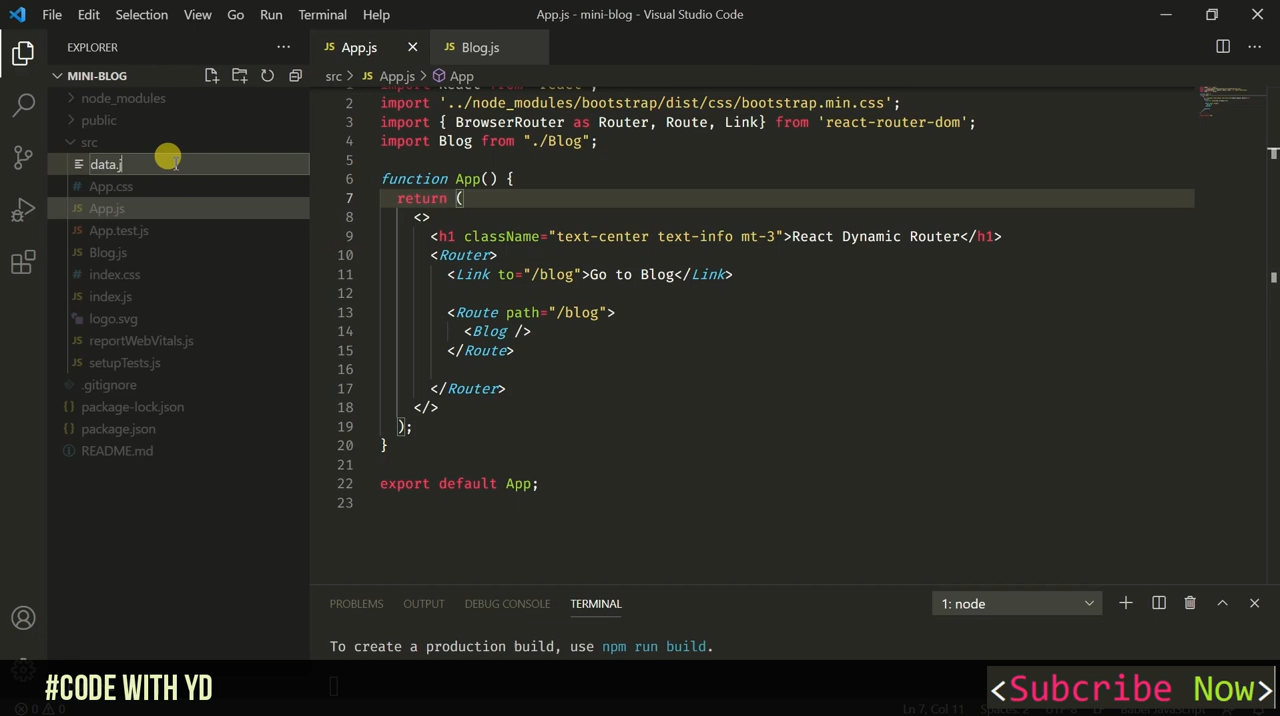 File Edit Selection View Go Run Terminal Help App.js - mini-blog - Visual Studio Code
EXPLORER ···
App.js
Blog.js
MINI-BLOG
src > App.js > App
node_modules
public
src
data.j
App.css
App.js
App.test.js
Blog.js
index.css
index.js
logo.svg
reportWebVitals.js
setupTests.js
.gitignore
package-lock.json
package.json
README.md
2 import '../node_modules/bootstrap/dist/css/bootstrap.min.css';
3 import { BrowserRouter as Router, Route, Link} from 'react-router-dom';
4 import Blog from "./Blog";
5
6 function App() {
7 return (
8 <>
9 <h1 className="text-center text-info mt-3">React Dynamic Router</h1>
10 <Router>
11 <Link to="/blog">Go to Blog</Link>
12
13 <Route path="/blog">
14 <Blog />
15 </Route>
16
17 </Router>
18 </>
19 );
20 }
21
22 export default App;
23
PROBLEMS OUTPUT DEBUG CONSOLE TERMINAL 1: node
To create a production build, use npm run build.
#CODE WITH YD
<Subcribe Now>
0 0
Ln 7, Col 11